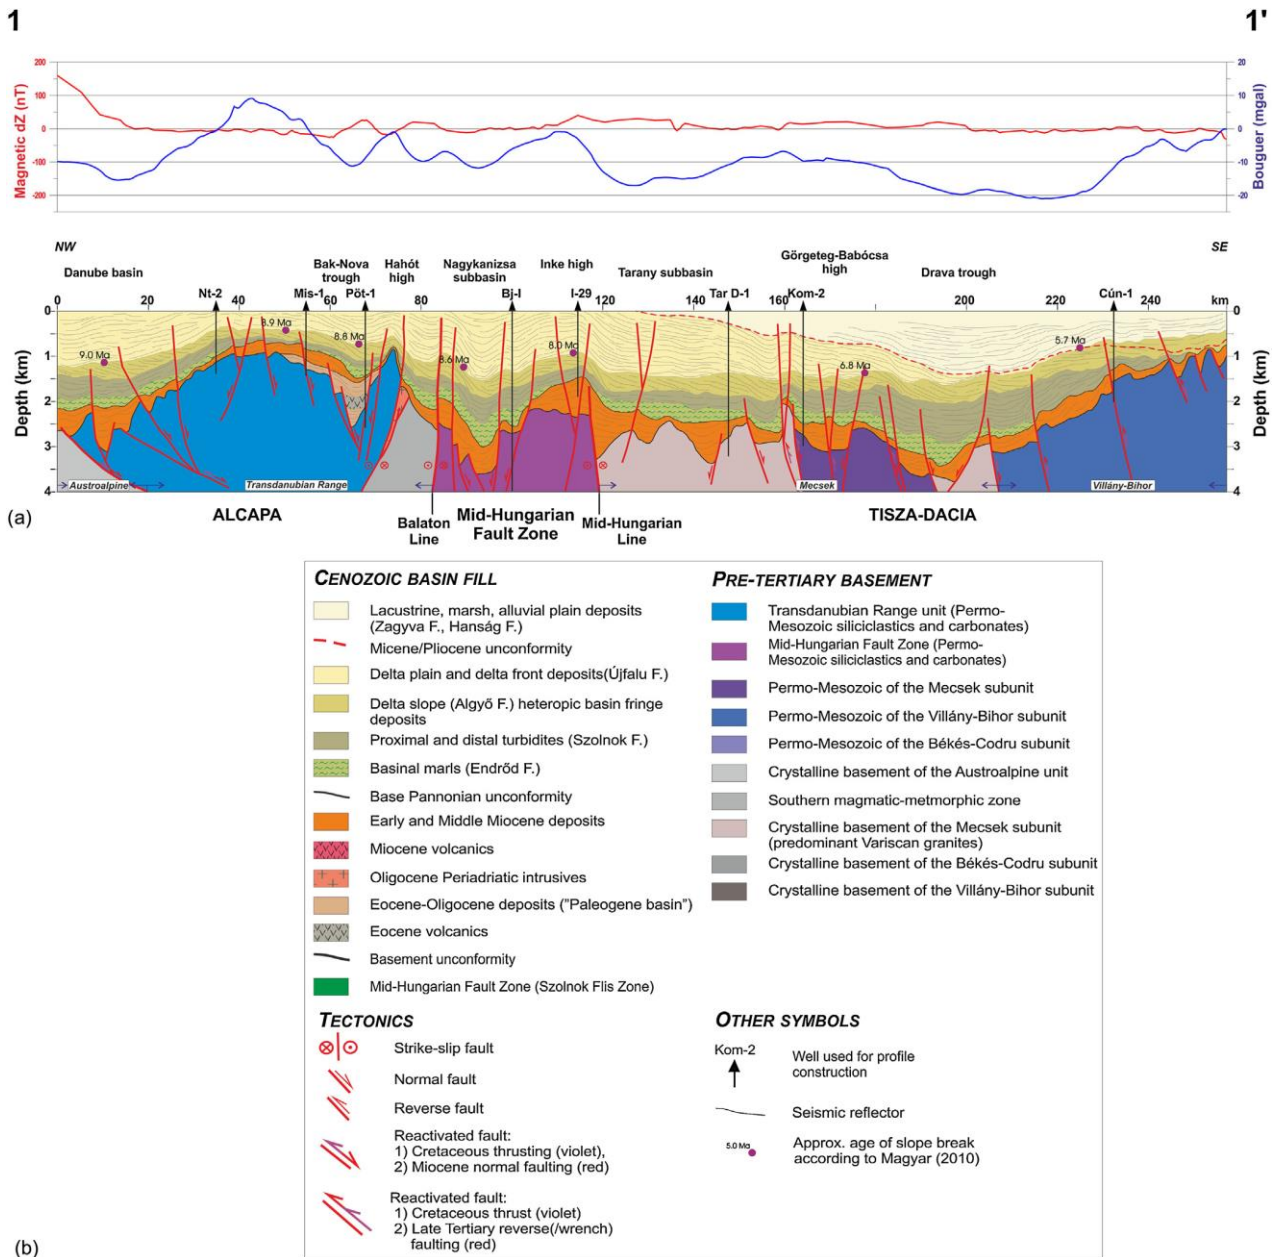 1 1'
200 20
100 10
0 0
-100 -10
-200 -20
Magnetic dZ (nT)
Bouguer (mgal)
NW SE
Danube basin
Bak-Nova
trough
Hahót
high
Nagykanizsa
subbasin
Inke high
Tarany subbasin
Görgeteg-Babócsa
high
Drava trough
Nt-2 Mis-1 Pöt-1 Bj-I I-29 Tar D-1 Kom-2 Cún-1
0 20 40 60 80 100 120 140 160 200 220 240 km
0 0
1 1
2 2
3 3
4 4
Depth (km)
Depth (km)
9.0 Ma
8.9 Ma
8.8 Ma
8.6 Ma
8.0 Ma
6.8 Ma
5.7 Ma
Austroalpine Transdanubian Range Mecsek Villány-Bihor
(a)
ALCAPA
Balaton
Line
Mid-Hungarian
Fault Zone
Mid-Hungarian
Line
TISZA-DACIA
CENOZOIC BASIN FILL
Lacustrine, marsh, alluvial plain deposits
(Zagyva F., Hanság F.)
Micene/Pliocene unconformity
Delta plain and delta front deposits(Újfalu F.)
Delta slope (Algyő F.) heteropic basin fringe
deposits
Proximal and distal turbidites (Szolnok F.)
Basinal marls (Endrőd F.)
Base Pannonian unconformity
Early and Middle Miocene deposits
Miocene volcanics
Oligocene Periadriatic intrusives
Eocene-Oligocene deposits ("Paleogene basin")
Eocene volcanics
Basement unconformity
Mid-Hungarian Fault Zone (Szolnok Flis Zone)
PRE-TERTIARY BASEMENT
Transdanubian Range unit (Permo-
Mesozoic siliciclastics and carbonates)
Mid-Hungarian Fault Zone (Permo-
Mesozoic siliciclastics and carbonates)
Permo-Mesozoic of the Mecsek subunit
Permo-Mesozoic of the Villány-Bihor subunit
Permo-Mesozoic of the Békés-Codru subunit
Crystalline basement of the Austroalpine unit
Southern magmatic-metmorphic zone
Crystalline basement of the Mecsek subunit
(predominant Variscan granites)
Crystalline basement of the Békés-Codru subunit
Crystalline basement of the Villány-Bihor subunit
TECTONICS
Strike-slip fault
Normal fault
Reverse fault
Reactivated fault:
1) Cretaceous thrusting (violet),
2) Miocene normal faulting (red)
Reactivated fault:
1) Cretaceous thrust (violet)
2) Late Tertiary reverse(/wrench)
faulting (red)
OTHER SYMBOLS
Kom-2
Well used for profile
construction
Seismic reflector
5.0 Ma
Approx. age of slope break
according to Magyar (2010)
(b)